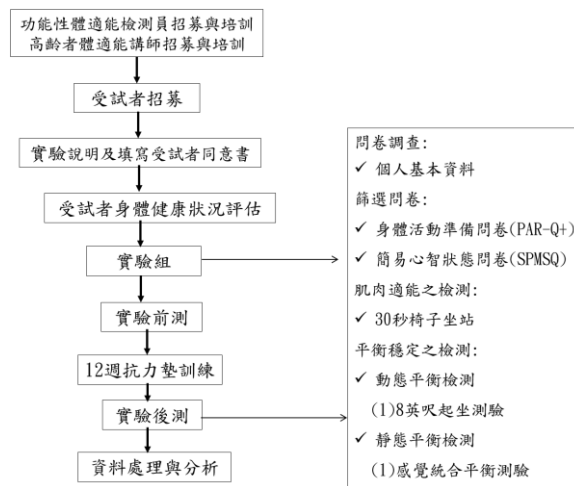 功能性體適能檢測員招募與培訓
高齡者體適能講師招募與培訓
受試者招募
實驗說明及填寫受試者同意書
受試者身體健康狀況評估
實驗組
實驗前測
12週抗力墊訓練
實驗後測
資料處理與分析
問卷調查:
✓ 個人基本資料
篩選問卷:
✓ 身體活動準備問卷(PAR-Q+)
✓ 簡易心智狀態問卷(SPMSQ)
肌肉適能之檢測:
✓ 30秒椅子坐站
平衡穩定之檢測:
✓ 動態平衡檢測
(1)8英呎起坐測驗
✓ 靜態平衡檢測
(1)感覺統合平衡測驗